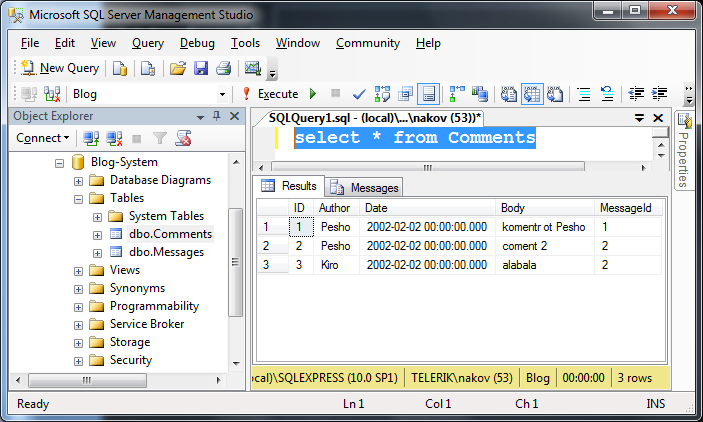 Microsoft SQL Server Management Studio
File Edit View Query Debug Tools Window Community Help
New Query
Blog Execute
Object Explorer
Connect
Blog-System
Database Diagrams
Tables
System Tables
dbo.Comments
dbo.Messages
Views
Synonyms
Programmability
Service Broker
Storage
Security
SQLQuery1.sql - (local)\...\nakov (53))*
select * from Comments
Results Messages
ID Author Date Body MessageId
1 1 Pesho 2002-02-02 00:00:00.000 komentr ot Pesho 1
2 2 Pesho 2002-02-02 00:00:00.000 coment 2 2
3 3 Kiro 2002-02-02 00:00:00.000 alabala 2
ocal)\SQLEXPRESS (10.0 SP1) TELERIK\nakov (53) Blog 00:00:00 3 rows
Properties
Ready Ln 1 Col 1 Ch 1 INS